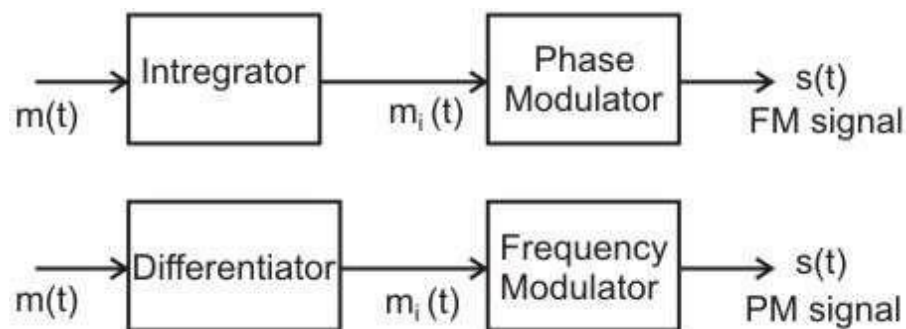 Intregrator
Phase
Modulator
m(t)
mᵢ (t)
s(t)
FM signal
Differentiator
Frequency
Modulator
m(t)
mᵢ (t)
s(t)
PM signal